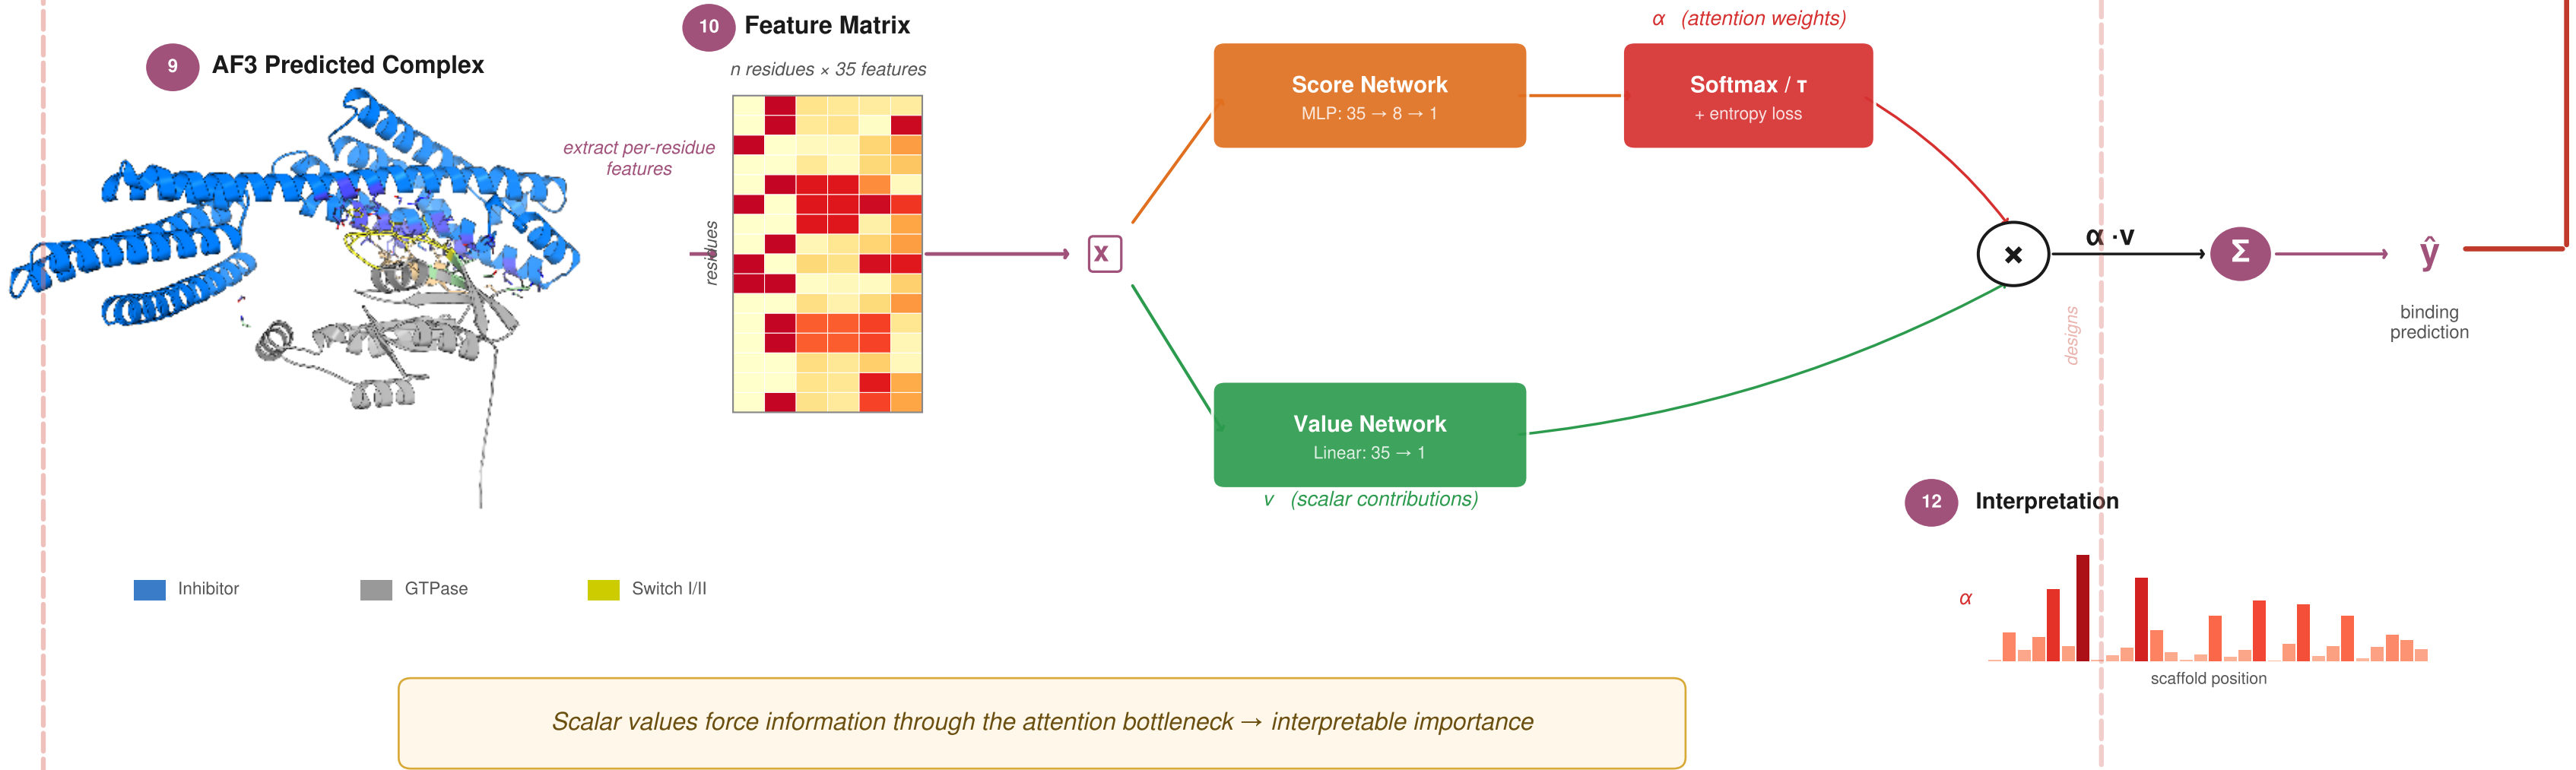 9
AF3 Predicted Complex
10
Feature Matrix
n residues × 35 features
extract per-residue
features
residues
x
Score Network
MLP: 35 → 8 → 1
α (attention weights)
Softmax / τ
+ entropy loss
Value Network
Linear: 35 → 1
v (scalar contributions)
×
α · v
Σ
ŷ
binding
prediction
designs
12
Interpretation
α
scaffold position
Inhibitor
GTPase
Switch I/II
Scalar values force information through the attention bottleneck → interpretable importance